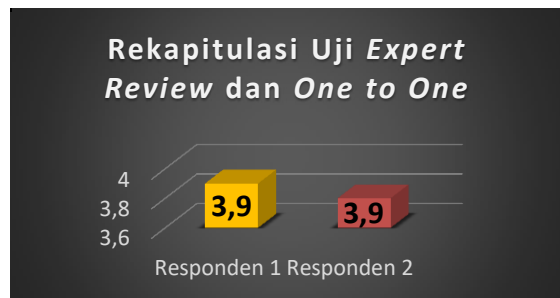 Rekapitulasi Uji Expert
Review dan One to One
4
3,8
3,6
3,9
3,9
Responden 1 Responden 2